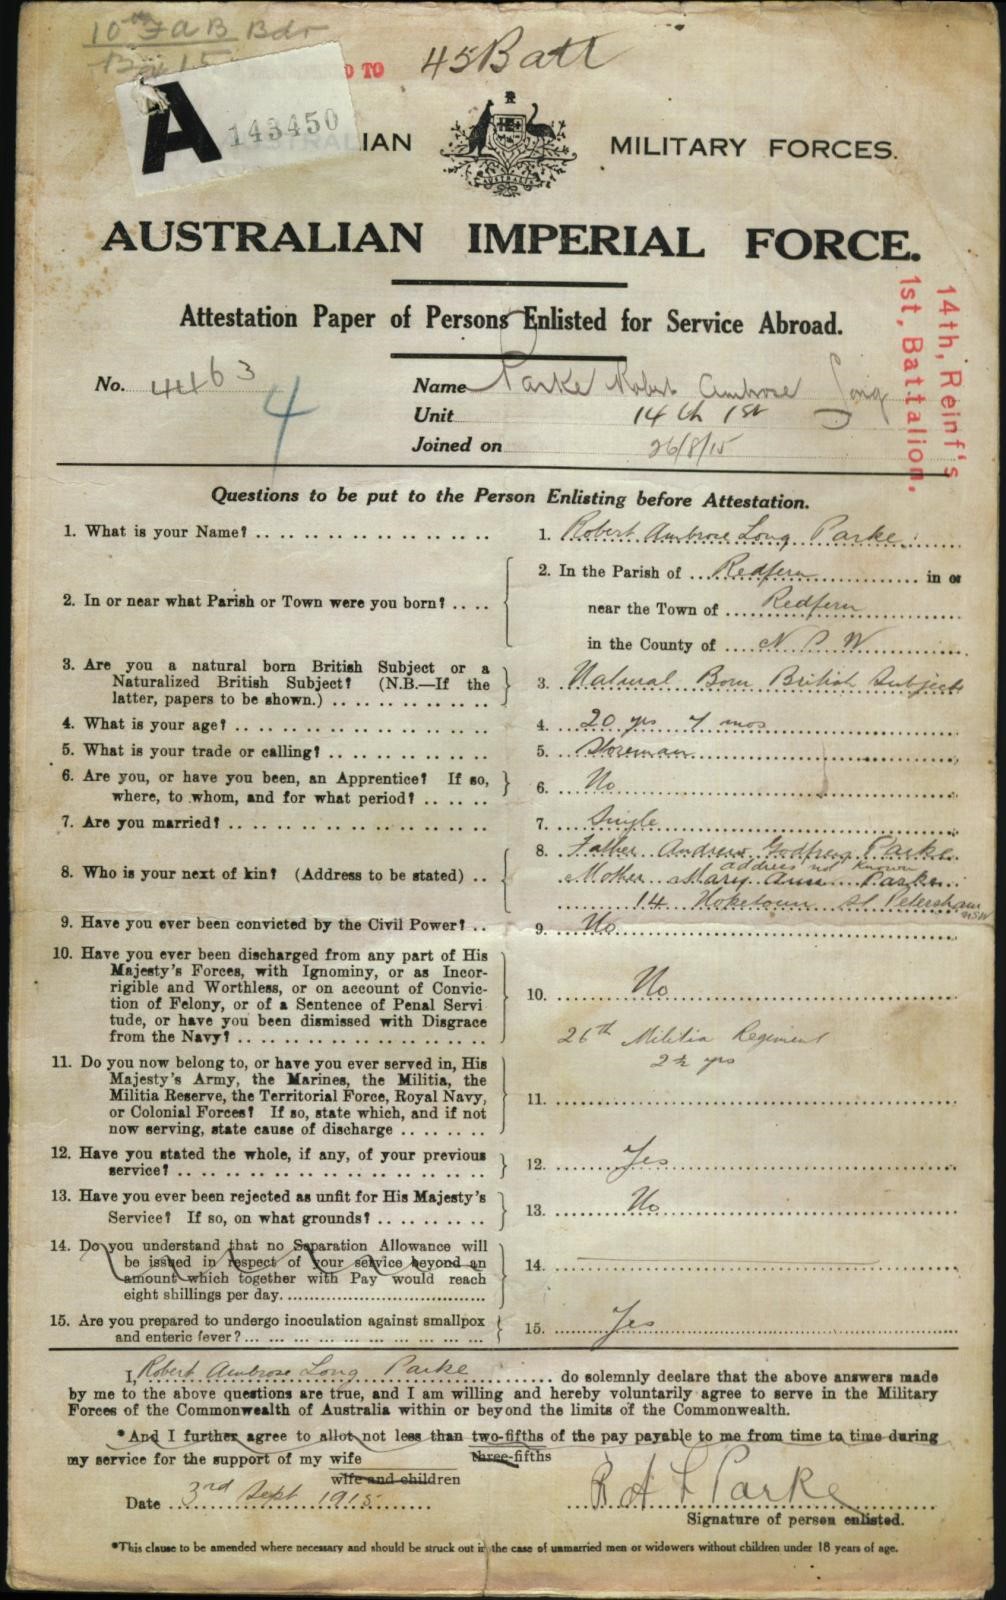 10th F A B Bdr
45 Batt
D TO
A 143450
IAN MILITARY FORCES.
AUSTRALIA
AUSTRALIAN IMPERIAL FORCE.
14th, Reinf's
1st, Battalion,
Attestation Paper of Persons Enlisted for Service Abroad.
No. 4463
4
Name Parke Robert Ambrose Long
Unit 14th 1st
Joined on 26/8/15
Questions to be put to the Person Enlisting before Attestation.
1. What is your Name? 1. Robert Ambrose Long Parke
2. In or near what Parish or Town were you born? 2. In the Parish of Redfern in or
near the Town of Redfern
in the County of N S W
3. Are you a natural born British Subject or a
Naturalized British Subject? (N.B.—If the
latter, papers to be shown.) 3. Natural Born British Subject
4. What is your age? 4. 20 yrs 7 mos
5. What is your trade or calling? 5. Storeman
6. Are you, or have you been, an Apprentice? If so,
where, to whom, and for what period? 6. No
7. Are you married? 7. Single
8. Who is your next of kin? (Address to be stated) 8. Father Andrew Godfrey Parke
address not known
Mother Mary Ann Parke
14 St Petersham
NSW
9. Have you ever been convicted by the Civil Power? 9. No
10. Have you ever been discharged from any part of His
Majesty's Forces, with Ignominy, or as Incor-
rigible and Worthless, or on account of Convic-
tion of Felony, or of a Sentence of Penal Servi
tude, or have you been dismissed with Disgrace
from the Navy? 10. No
11. Do you now belong to, or have you ever served in, His
Majesty's Army, the Marines, the Militia, the
Militia Reserve, the Territorial Force, Royal Navy,
or Colonial Forces? If so, state which, and if not
now serving, state cause of discharge 11.
26th Militia Regiment
2½ yrs
12. Have you stated the whole, if any, of your previous
service? 12. Yes
13. Have you ever been rejected as unfit for His Majesty's
Service? If so, on what grounds? 13. No
14. Do you understand that no Separation Allowance will
be issued in respect of your service beyond an
amount which together with Pay would reach
eight shillings per day. 14.
15. Are you prepared to undergo inoculation against smallpox
and enteric fever? 15. Yes
I, Robert Ambrose Long Parke do solemnly declare that the above answers made
by me to the above questions are true, and I am willing and hereby voluntarily agree to serve in the Military
Forces of the Commonwealth of Australia within or beyond the limits of the Commonwealth.
*And I further agree to allot not less than two-fifths of the pay payable to me from time to time during
three-fifths
my service for the support of my wife
wife and children
Date 3rd Sept 1915
R A L Parke
Signature of person enlisted.
*This clause to be amended where necessary and should be struck out in the case of unmarried men or widowers without children under 18 years of age.